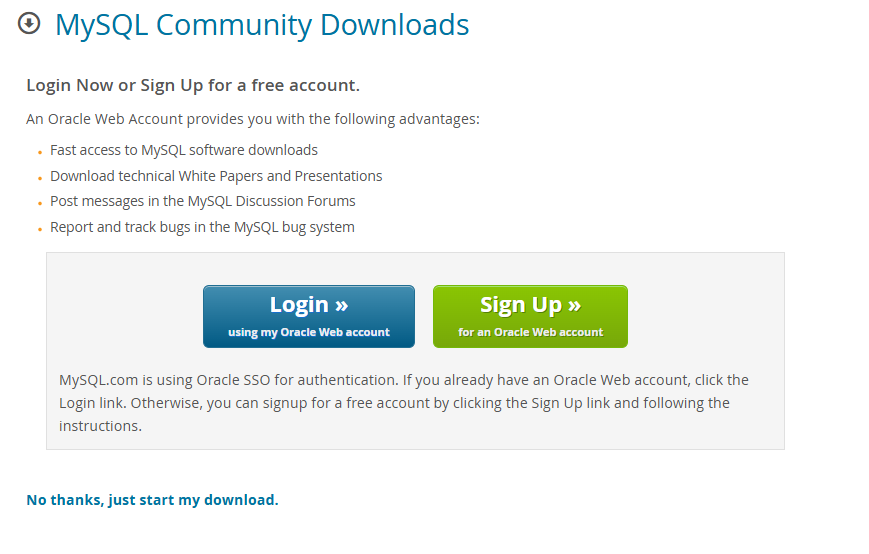 MySQL Community Downloads
Login Now or Sign Up for a free account.
An Oracle Web Account provides you with the following advantages:
Fast access to MySQL software downloads
Download technical White Papers and Presentations
Post messages in the MySQL Discussion Forums
Report and track bugs in the MySQL bug system
Login »
using my Oracle Web account
Sign Up »
for an Oracle Web account
MySQL.com is using Oracle SSO for authentication. If you already have an Oracle Web account, click the
Login link. Otherwise, you can signup for a free account by clicking the Sign Up link and following the
instructions.
No thanks, just start my download.